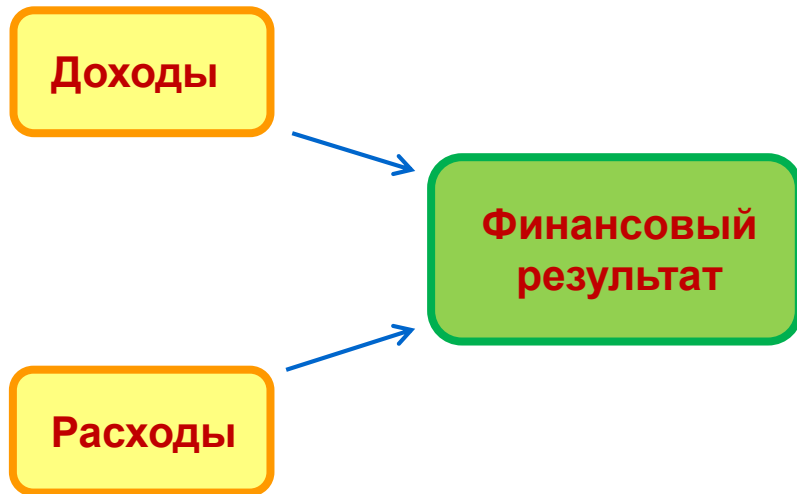 Доходы
Финансовый
результат
Расходы